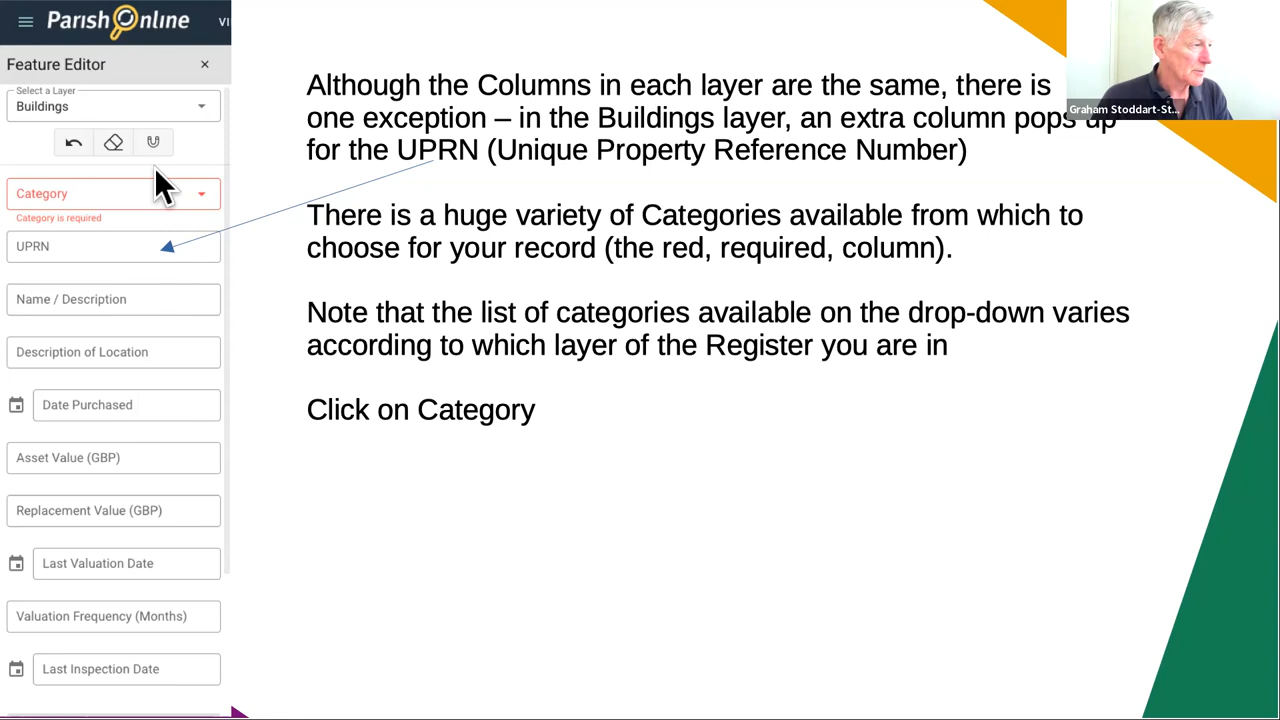 Parish Online
VI
Feature Editor
Select a Layer
Buildings
Category
Category is required
UPRN
Name / Description
Description of Location
Date Purchased
Asset Value (GBP)
Replacement Value (GBP)
Last Valuation Date
Valuation Frequency (Months)
Last Inspection Date
Although the Columns in each layer are the same, there is
one exception – in the Buildings layer, an extra column pops up
for the UPRN (Unique Property Reference Number)
There is a huge variety of Categories available from which to
choose for your record (the red, required, column).
Note that the list of categories available on the drop-down varies
according to which layer of the Register you are in
Click on Category
Graham Stoddart-St...